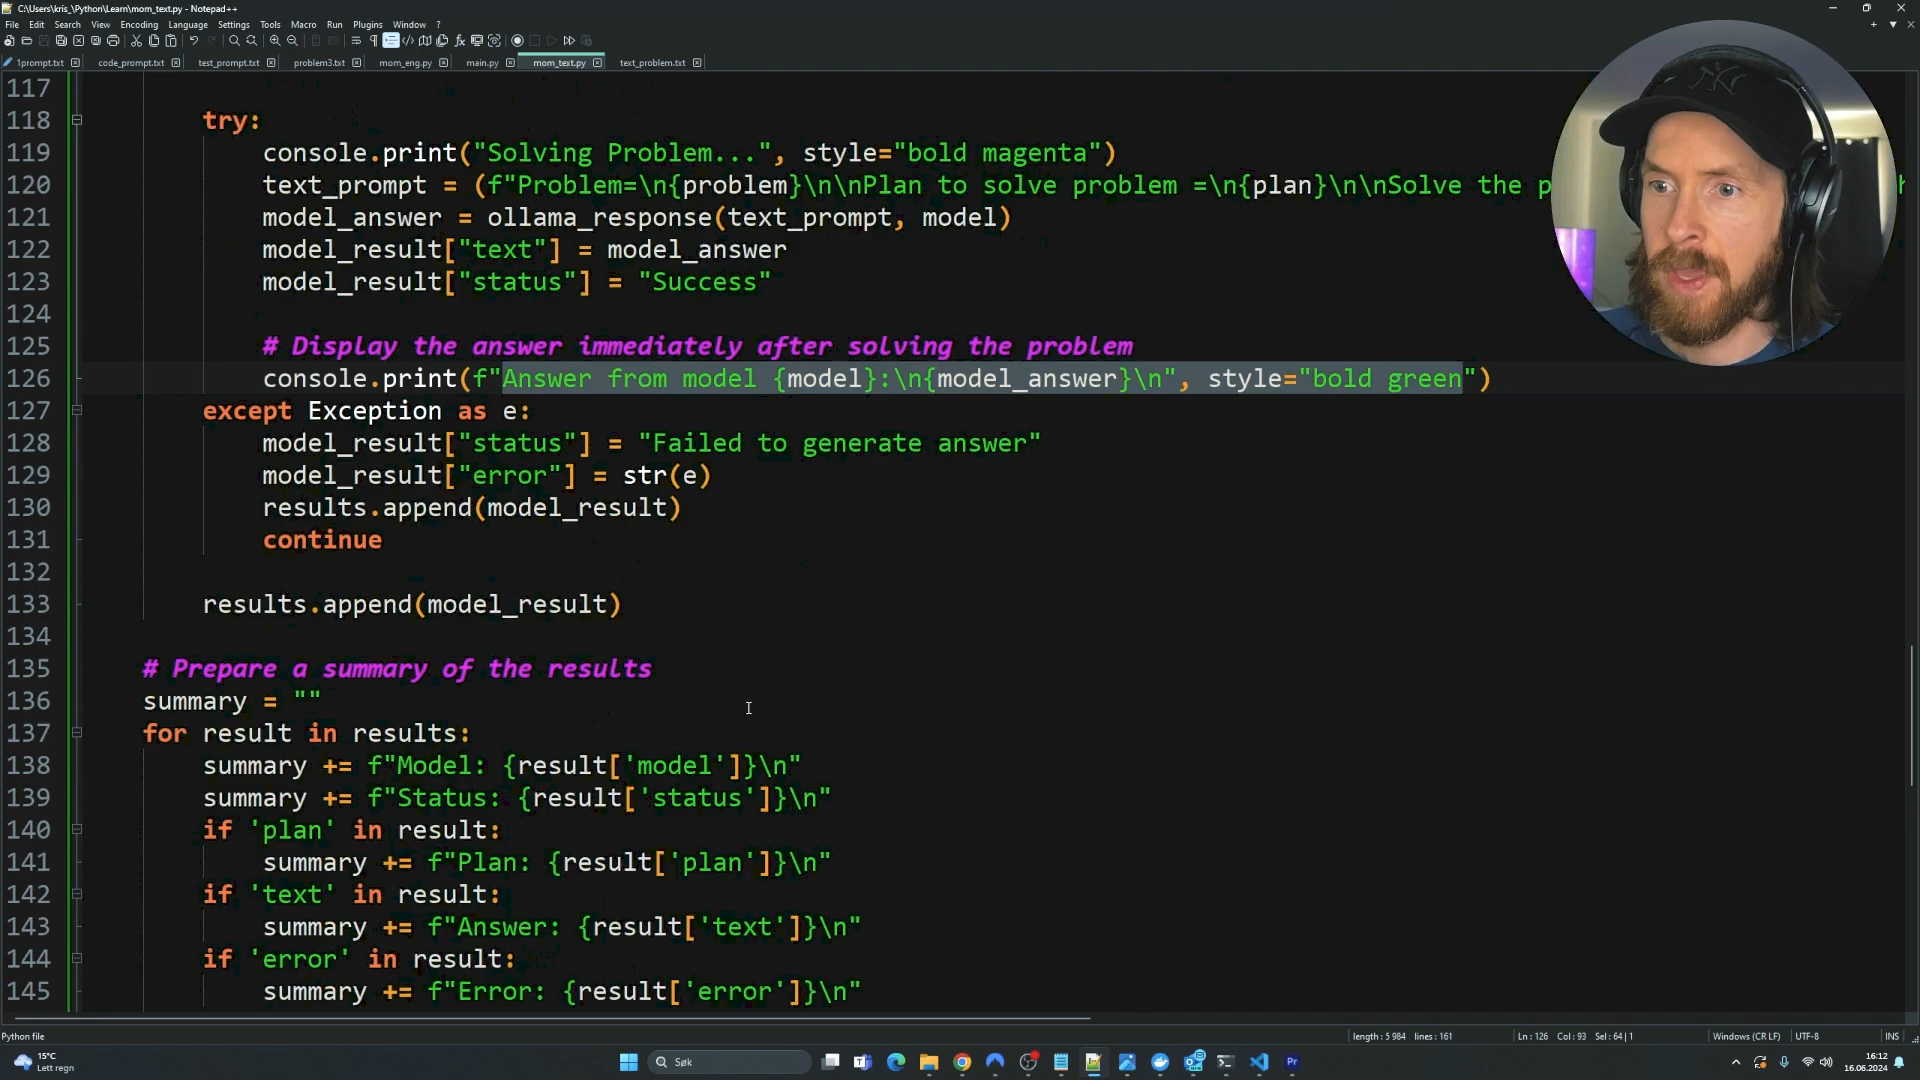 C:\Users\kris_\Python\Learn\mom_text.py - Notepad++
File Edit Search View Encoding Language Settings Tools Macro Run Plugins Window ?
1prompt.txt code_prompt.txt test_prompt.txt problem3.txt mom_eng.py main.py mom_text.py text_problem.txt
117
118 try:
119 console.print("Solving Problem...", style="bold magenta")
120 text_prompt = (f"Problem=\n{problem}\n\nPlan to solve problem =\n{plan}\n\nSolve the p
121 model_answer = ollama_response(text_prompt, model)
122 model_result["text"] = model_answer
123 model_result["status"] = "Success"
124
125 # Display the answer immediately after solving the problem
126 console.print(f"Answer from model {model}:\n{model_answer}\n", style="bold green")
127 except Exception as e:
128 model_result["status"] = "Failed to generate answer"
129 model_result["error"] = str(e)
130 results.append(model_result)
131 continue
132
133 results.append(model_result)
134
135 # Prepare a summary of the results
136 summary = ""
137 for result in results:
138 summary += f"Model: {result['model']}\n"
139 summary += f"Status: {result['status']}\n"
140 if 'plan' in result:
141 summary += f"Plan: {result['plan']}\n"
142 if 'text' in result:
143 summary += f"Answer: {result['text']}\n"
144 if 'error' in result:
145 summary += f"Error: {result['error']}\n"
Python file length : 5 984 lines : 161 Ln : 126 Col : 93 Sel : 64 | 1 Windows (CR LF) UTF-8 INS
15°C
Lett regn
Søk
16:12
16.06.2024